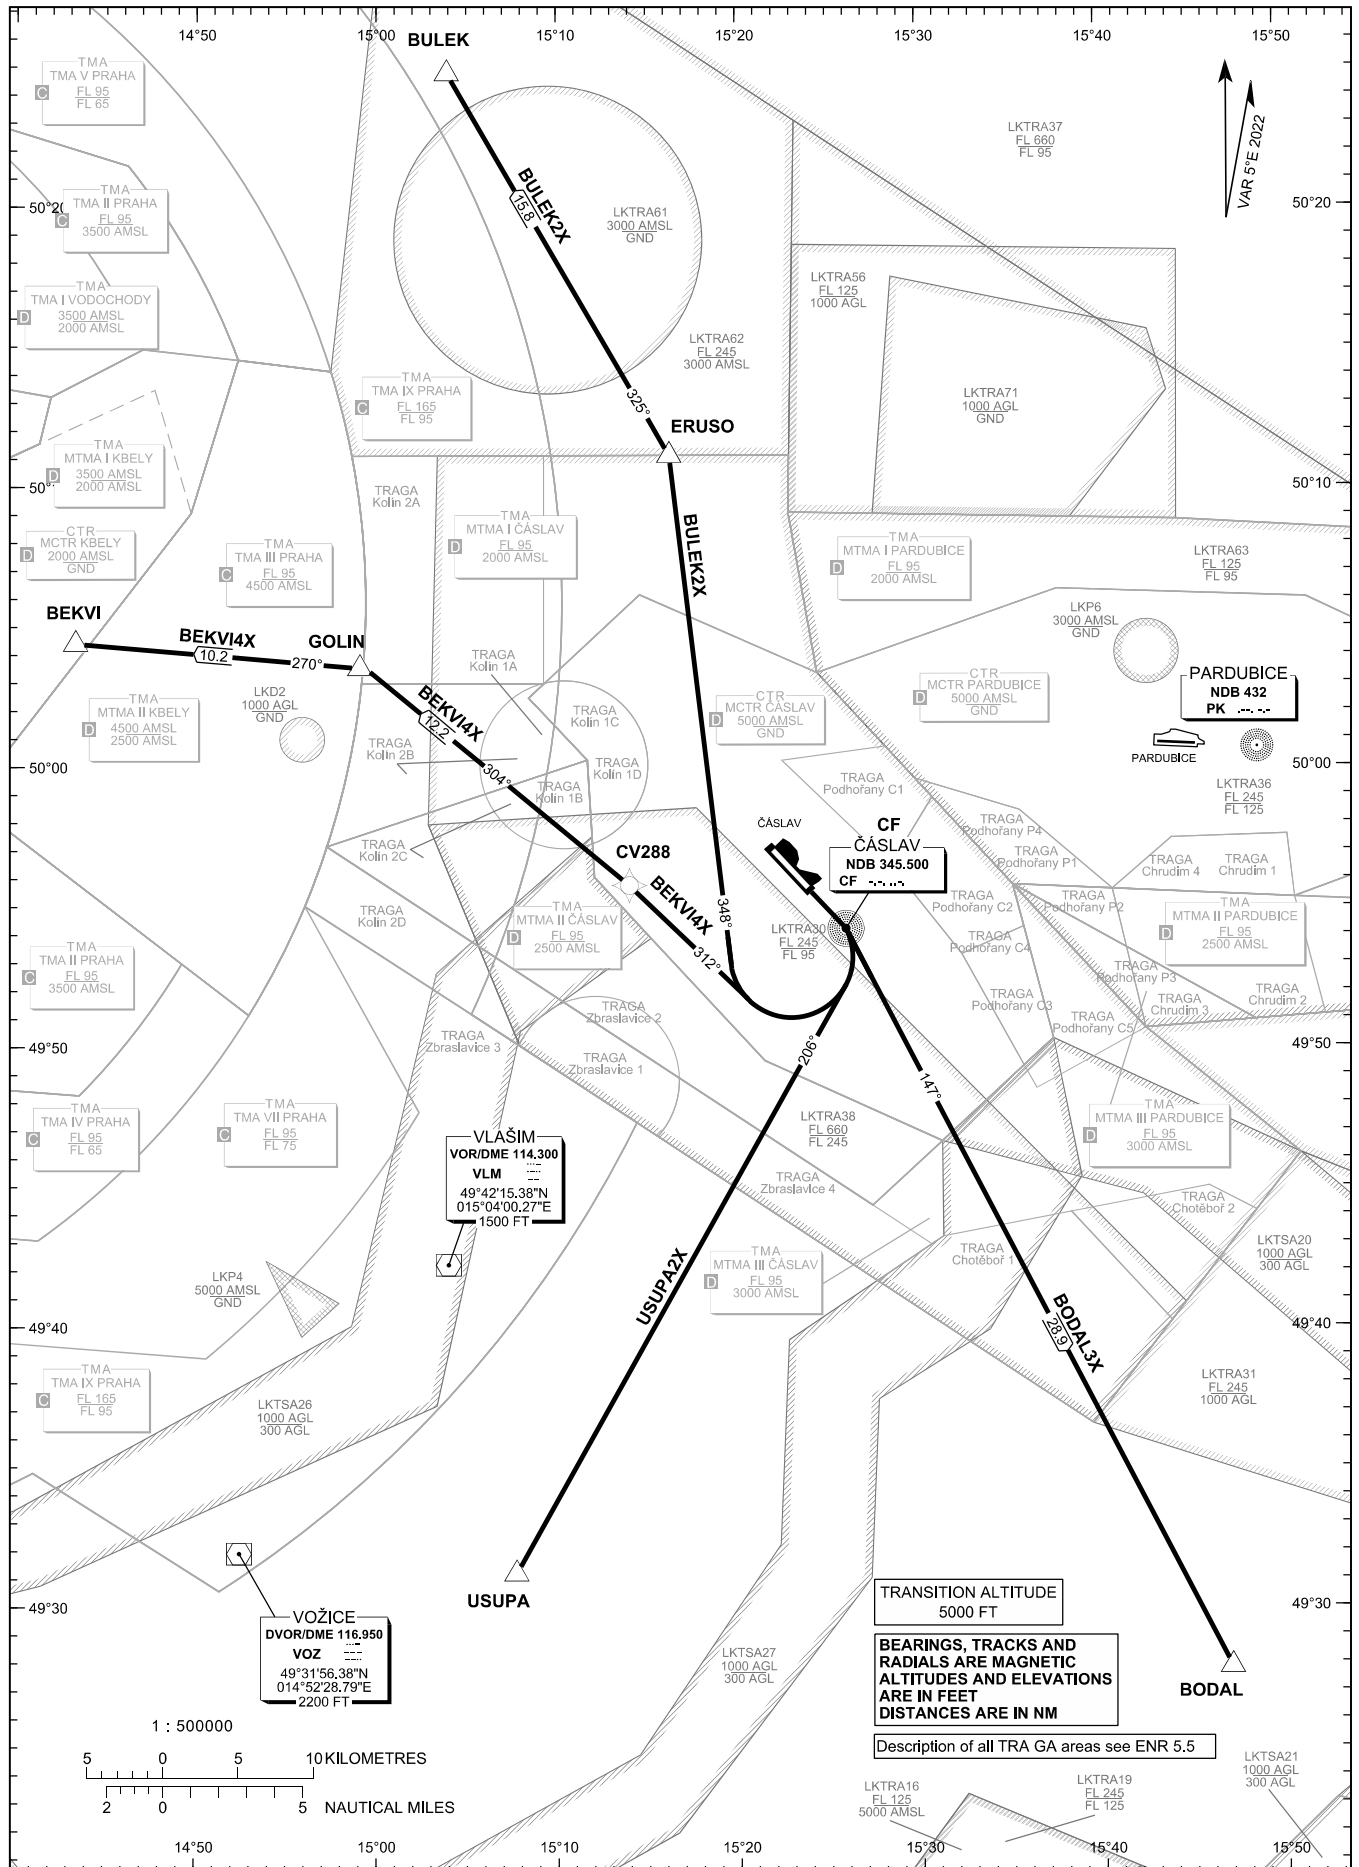 14°50
15°00
15°10
15°20
15°30
15°40
15°50
BULEK
TMA
TMA V PRAHA
C
FL 95
FL 65
LKTRA37
FL 660
FL 95
VAR 5°E 2022
TMA
TMA II PRAHA
C
FL 95
3500 AMSL
50°20
50°20
BULEK2X
15.8
LKTRA61
3000 AMSL
GND
TMA
TMA I VODOCHODY
D
3500 AMSL
2000 AMSL
LKTRA56
FL 125
1000 AGL
LKTRA62
FL 245
3000 AMSL
TMA
TMA IX PRAHA
C
FL 165
FL 95
325°
LKTRA71
1000 AGL
GND
ERUSO
TMA
MTMA I KBELY
D
3500 AMSL
2000 AMSL
50°1
50°10
TRAGA
Kolín 2A
TMA
MTMA I ČÁSLAV
D
FL 95
2000 AMSL
BULEK2X
CTR
MCTR KBELY
D
2000 AMSL
GND
TMA
TMA III PRAHA
C
FL 95
4500 AMSL
TMA
MTMA I PARDUBICE
D
FL 95
2000 AMSL
LKTRA63
FL 125
FL 95
BEKVI
BEKVI4X
10.2
270°
GOLIN
LKP6
3000 AMSL
GND
TRAGA
Kolín 1A
PARDUBICE
NDB 432
PK .--. -.-
PARDUBICE
LKD2
1000 AGL
GND
TMA
MTMA II KBELY
D
4500 AMSL
2500 AMSL
BEKVI4X
12.2
304°
TRAGA
Kolín 1C
CTR
MCTR ČÁSLAV
D
5000 AMSL
GND
CTR
MCTR PARDUBICE
D
5000 AMSL
GND
TRAGA
Kolín 2B
TRAGA
Kolín 1D
TRAGA
Kolín 1B
50°00
50°00
TRAGA
Podhořany C1
LKTRA36
FL 245
FL 125
TRAGA
Kolín 2C
CV288
ČÁSLAV
CF
ČÁSLAV
NDB 345.500
CF -.-. ..-.
TRAGA
Podhořany P4
TRAGA
Podhořany P1
TRAGA
Chrudim 4
TRAGA
Chrudim 1
BEKVI4X
312°
348°
TRAGA
Kolín 2D
TMA
MTMA II ČÁSLAV
D
FL 95
2500 AMSL
LKTRA30
FL 245
FL 95
TRAGA
Podhořany C2
TRAGA
Podhořany P2
TRAGA
Podhořany C4
TMA
MTMA II PARDUBICE
D
FL 95
2500 AMSL
TMA
TMA II PRAHA
C
FL 95
3500 AMSL
TRAGA
Podhořany P3
TRAGA
Podhořany C3
TRAGA
Chrudim 3
TRAGA
Chrudim 2
TRAGA
Podhořany C5
TRAGA
Zbraslavice 2
TRAGA
Zbraslavice 3
TRAGA
Zbraslavice 1
49°50
49°50
206°
147°
TMA
TMA IV PRAHA
C
FL 95
FL 65
TMA
TMA VII PRAHA
C
FL 95
FL 75
LKTRA38
FL 660
FL 245
TMA
MTMA III PARDUBICE
D
FL 95
3000 AMSL
VLAŠIM
VOR/DME 114.300
VLM
49°42'15.38"N
015°04'00.27"E
1500 FT
TRAGA
Zbraslavice 4
TRAGA
Chotěboř 2
TRAGA
Chotěboř 1
LKTSA20
1000 AGL
300 AGL
LKP4
5000 AMSL
GND
USUPA2X
TMA
MTMA III ČÁSLAV
D
FL 95
3000 AMSL
BODAL3X
28.9
49°40
49°40
TMA
TMA IX PRAHA
C
FL 165
FL 95
LKTSA26
1000 AGL
300 AGL
LKTRA31
FL 245
1000 AGL
USUPA
49°30
49°30
VOŽICE
DVOR/DME 116.950
VOZ
49°31'56.38"N
014°52'28.79"E
2200 FT
TRANSITION ALTITUDE
5000 FT
LKTSA27
1000 AGL
300 AGL
BEARINGS, TRACKS AND
RADIALS ARE MAGNETIC
ALTITUDES AND ELEVATIONS
ARE IN FEET
DISTANCES ARE IN NM
BODAL
Description of all TRA GA areas see ENR 5.5
1 : 500000
5 0 5 10 KILOMETRES
2 0 5 NAUTICAL MILES
LKTRA16
FL 125
5000 AMSL
LKTRA19
FL 245
FL 125
LKTSA21
1000 AGL
300 AGL
14°50
15°00
15°10
15°20
15°30
15°40
15°50